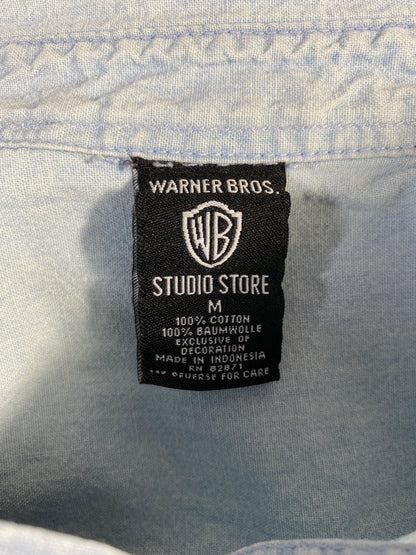 WARNER BROS.
WB
STUDIO STORE
M
100% COTTON
100% BAUMWOLLE
EXCLUSIVE OF
DECORATION
MADE IN INDONESIA
RN 82871
REVERSE FOR CARE